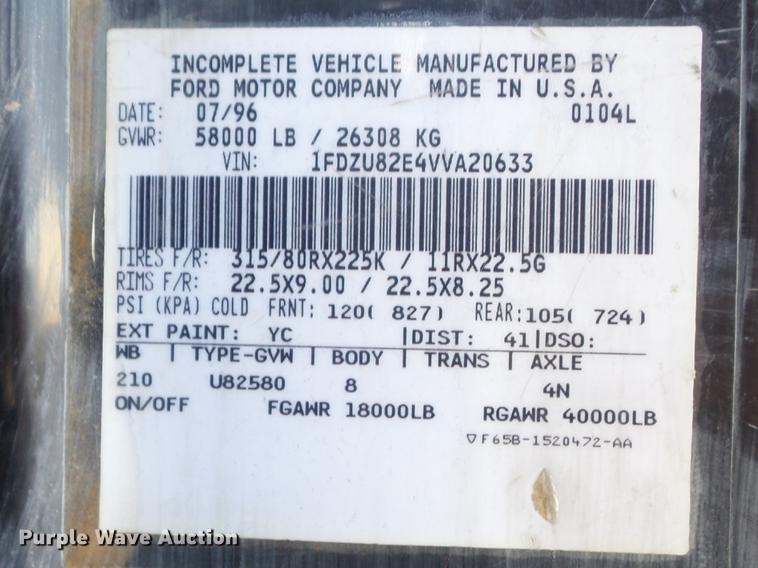 INCOMPLETE VEHICLE MANUFACTURED BY
FORD MOTOR COMPANY MADE IN U.S.A.
DATE: 07/96 0104L
GVWR: 58000 LB / 26308 KG
VIN: 1FDZU82E4VVA20633
TIRES F/R: 315/80RX225K / 11RX22.5G
RIMS F/R: 22.5X9.00 / 22.5X8.25
PSI (KPA) COLD FRNT: 120( 827) REAR:105( 724)
EXT PAINT: YC |DIST: 41|DSO:
WB | TYPE-GVW | BODY | TRANS | AXLE
210 U82580 8 4N
ON/OFF FGAWR 18000LB RGAWR 40000LB
▽F65B-1520472-AA
Purple Wave Auction